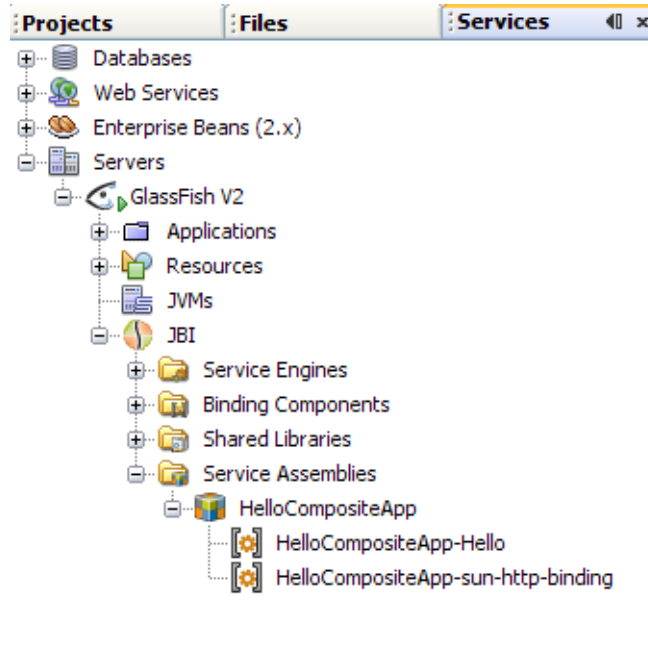 Projects Files Services
Databases
Web Services
Enterprise Beans (2.x)
Servers
GlassFish V2
Applications
Resources
JVMs
JBI
Service Engines
Binding Components
Shared Libraries
Service Assemblies
HelloCompositeApp
HelloCompositeApp-Hello
HelloCompositeApp-sun-http-binding